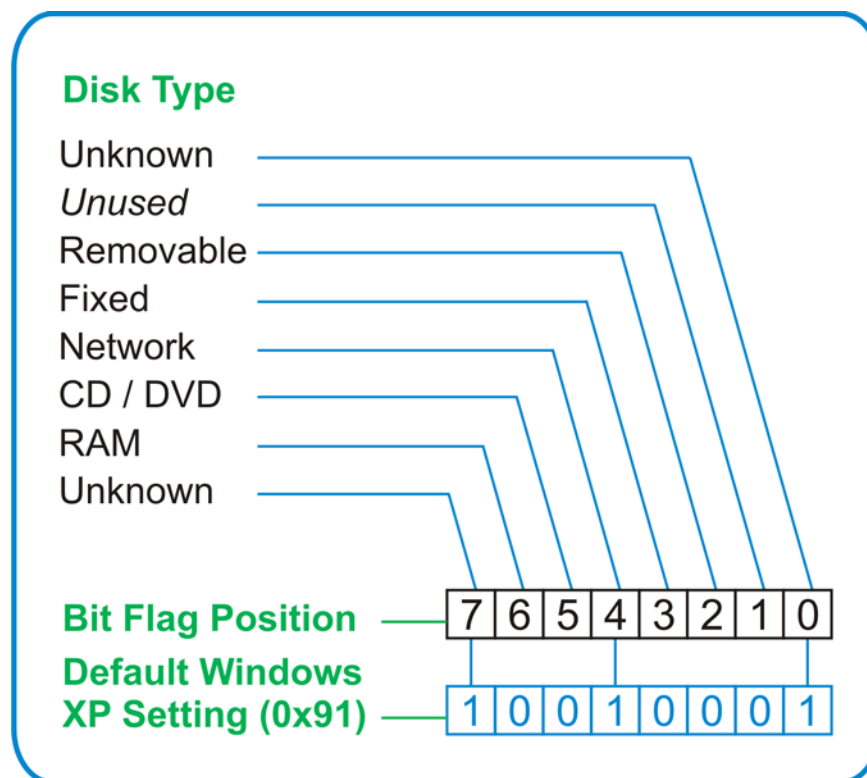 Disk Type
Unknown
Unused
Removable
Fixed
Network
CD / DVD
RAM
Unknown
Bit Flag Position 7 6 5 4 3 2 1 0
Default Windows
XP Setting (0x91) 1 0 0 1 0 0 0 1